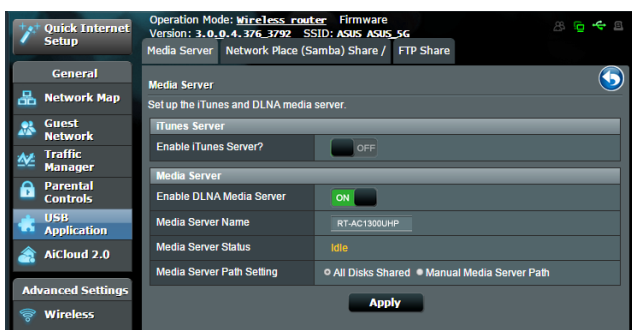 Quick Internet
Setup
Operation Mode: Wireless router Firmware
Version: 3.0.0.4.376_3792 SSID: ASUS ASUS_5G
Media Server Network Place (Samba) Share / FTP Share
General
Network Map
Guest
Network
Traffic
Manager
Parental
Controls
USB
Application
AiCloud 2.0
Advanced Settings
Wireless
Media Server
Set up the iTunes and DLNA media server.
iTunes Server
Enable iTunes Server? OFF
Media Server
Enable DLNA Media Server ON
Media Server Name RT-AC1300UHP
Media Server Status Idle
Media Server Path Setting All Disks Shared Manual Media Server Path
Apply